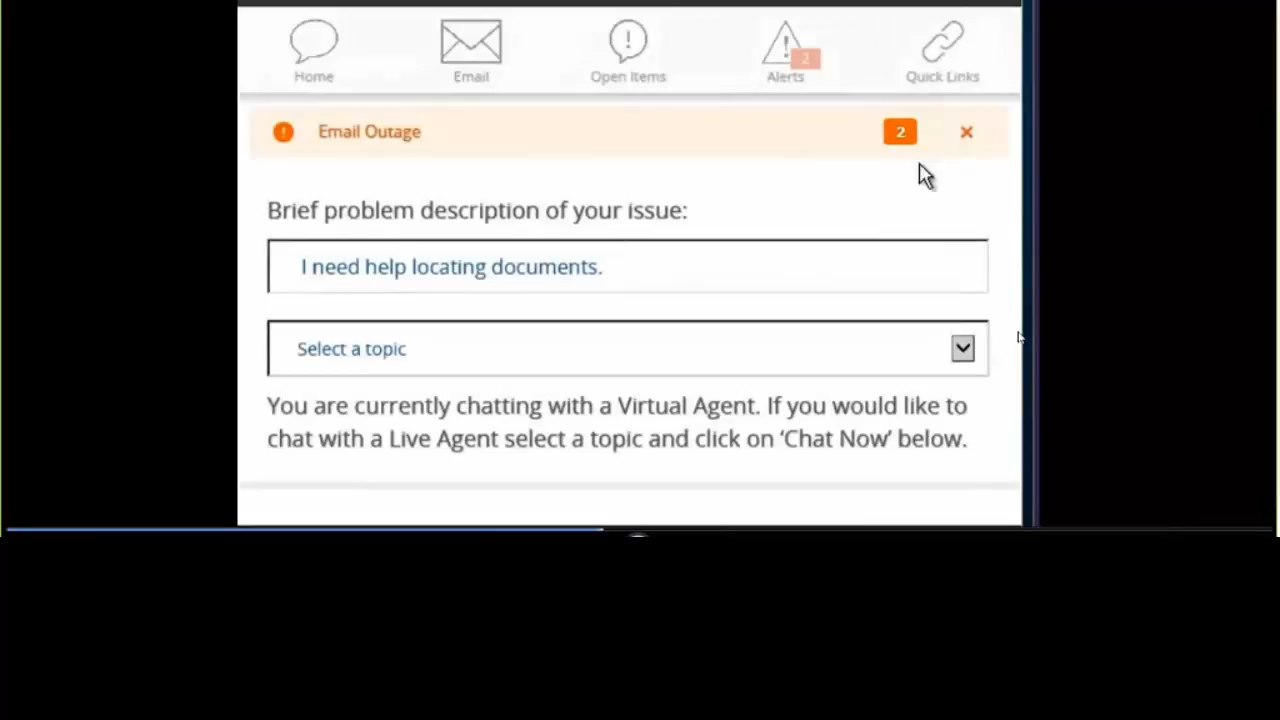 Home Email Open Items Alerts 2 Quick Links
Email Outage 2
Brief problem description of your issue:
I need help locating documents.
Select a topic
You are currently chatting with a Virtual Agent. If you would like to
chat with a Live Agent select a topic and click on ‘Chat Now’ below.